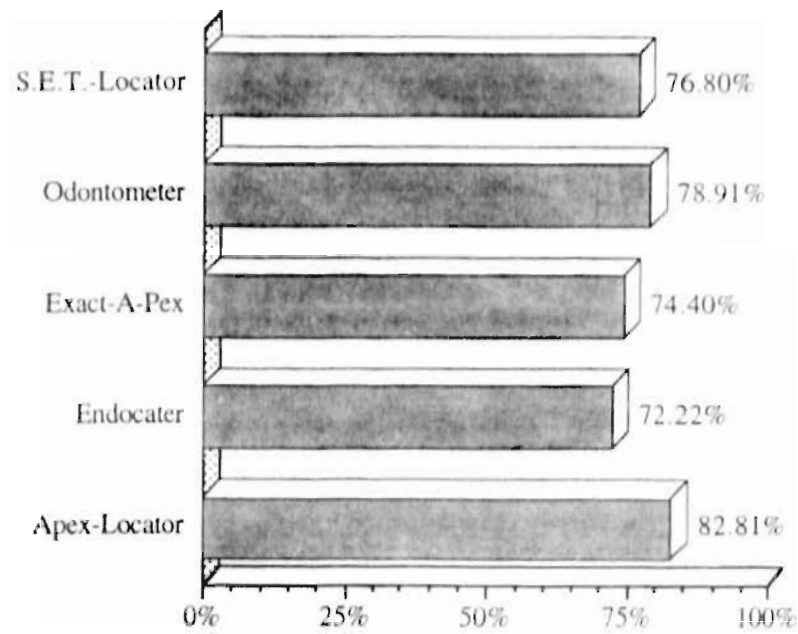 S.E.T.-Locator 76.80%
Odontometer 78.91%
Exact-A-Pex 74.40%
Endocater 72.22%
Apex-Locator 82.81%
0% 25% 50% 75% 100%